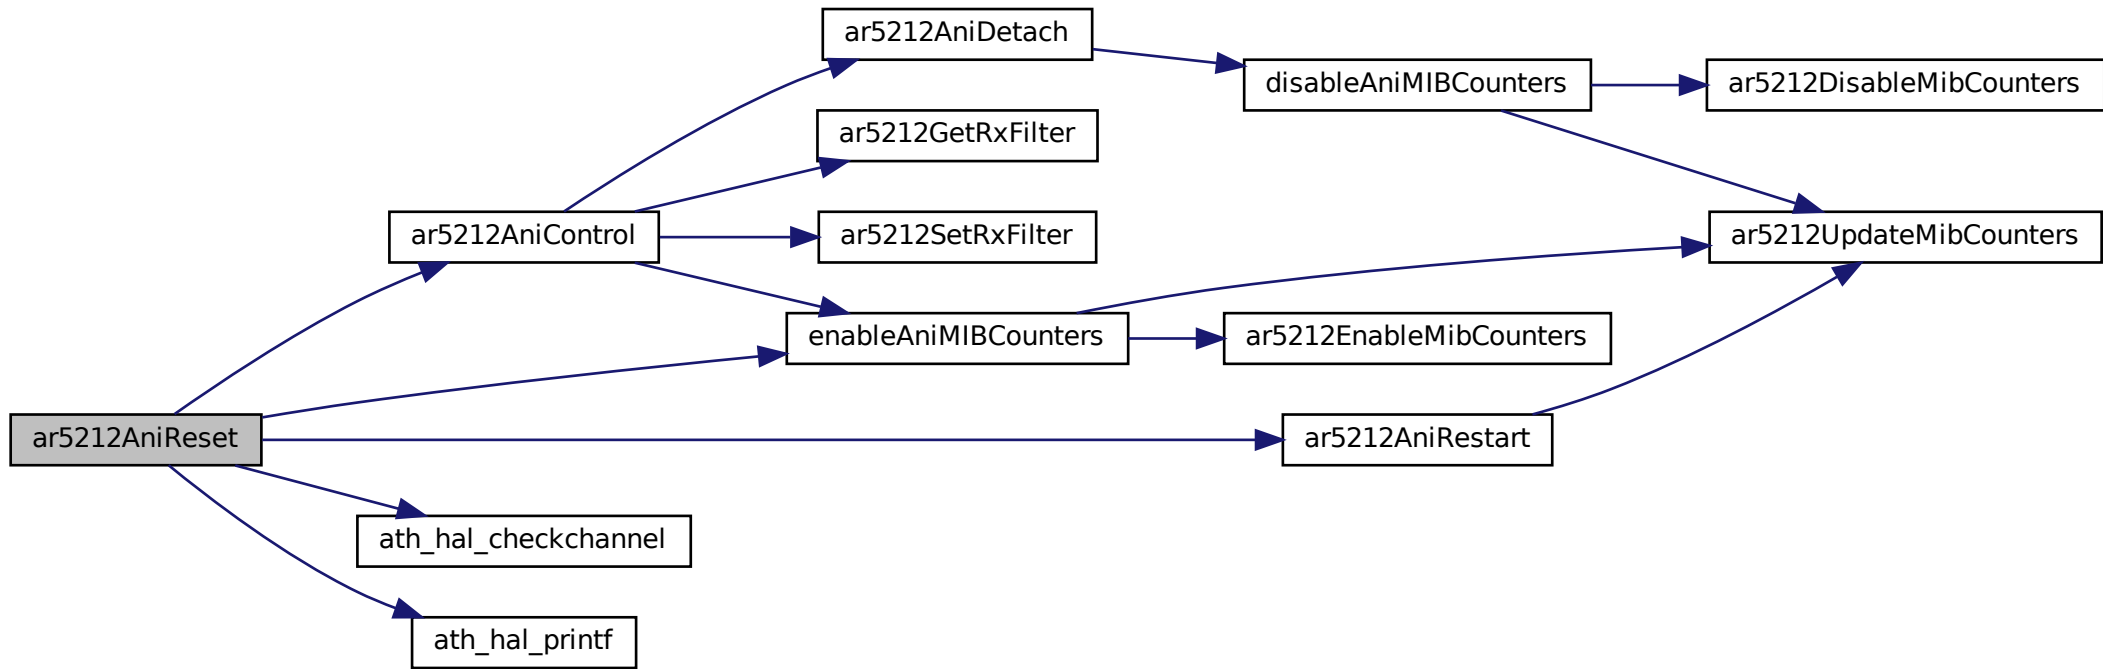 ar5212AniDetach
disableAniMIBCounters
ar5212DisableMibCounters
ar5212GetRxFilter
ar5212AniControl
ar5212SetRxFilter
ar5212UpdateMibCounters
enableAniMIBCounters
ar5212EnableMibCounters
ar5212AniReset
ar5212AniRestart
ath_hal_checkchannel
ath_hal_printf